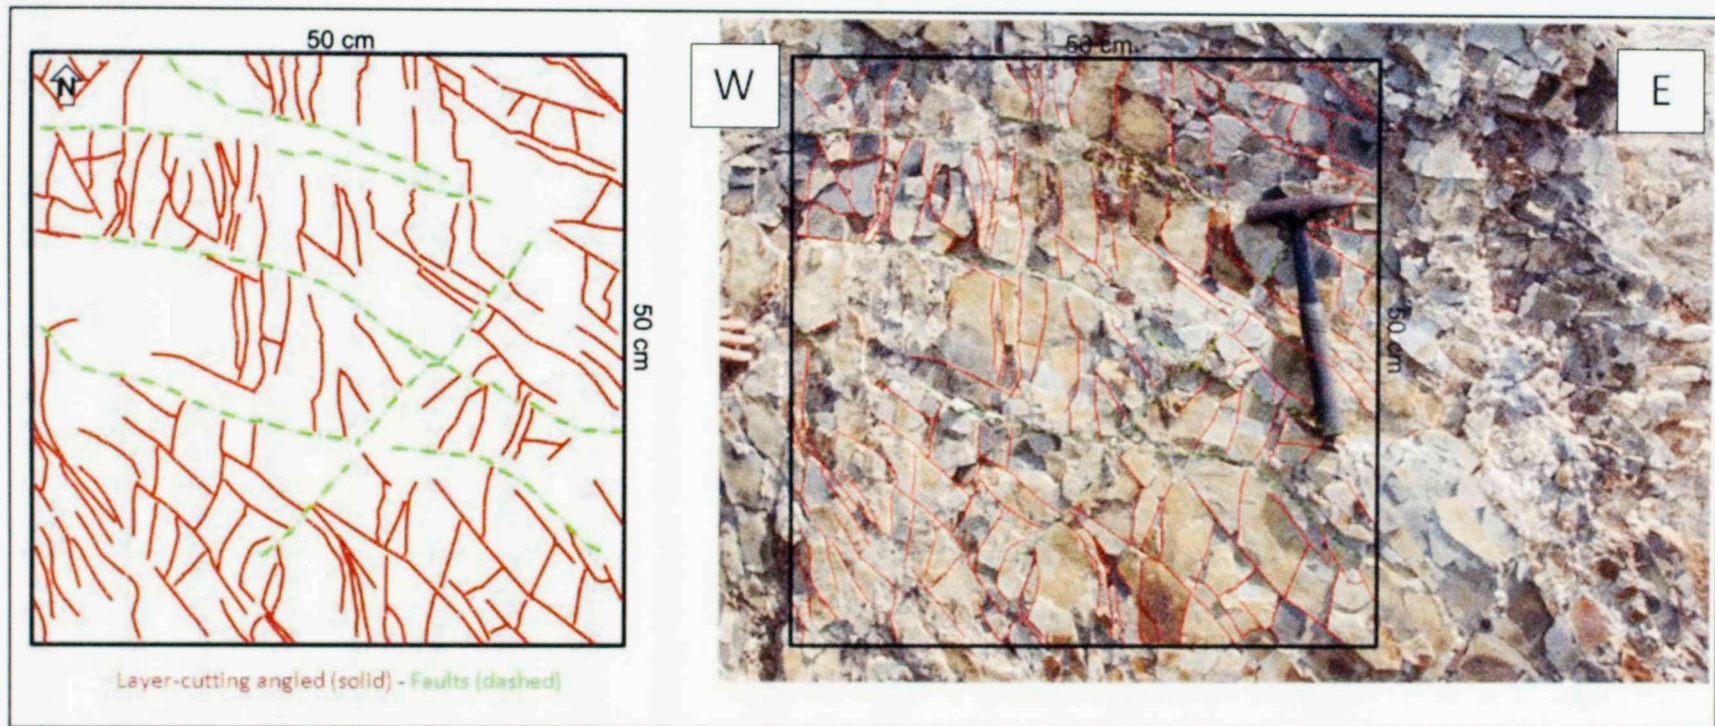 50 cm
N
50 cm
Layer-cutting angled (solid) - Faults (dashed)
W
50 cm
E
50 cm